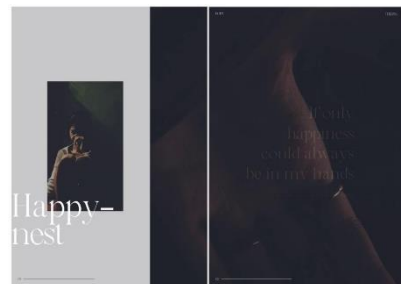 Happy-
nest
If only
happiness
could always
be in my hands